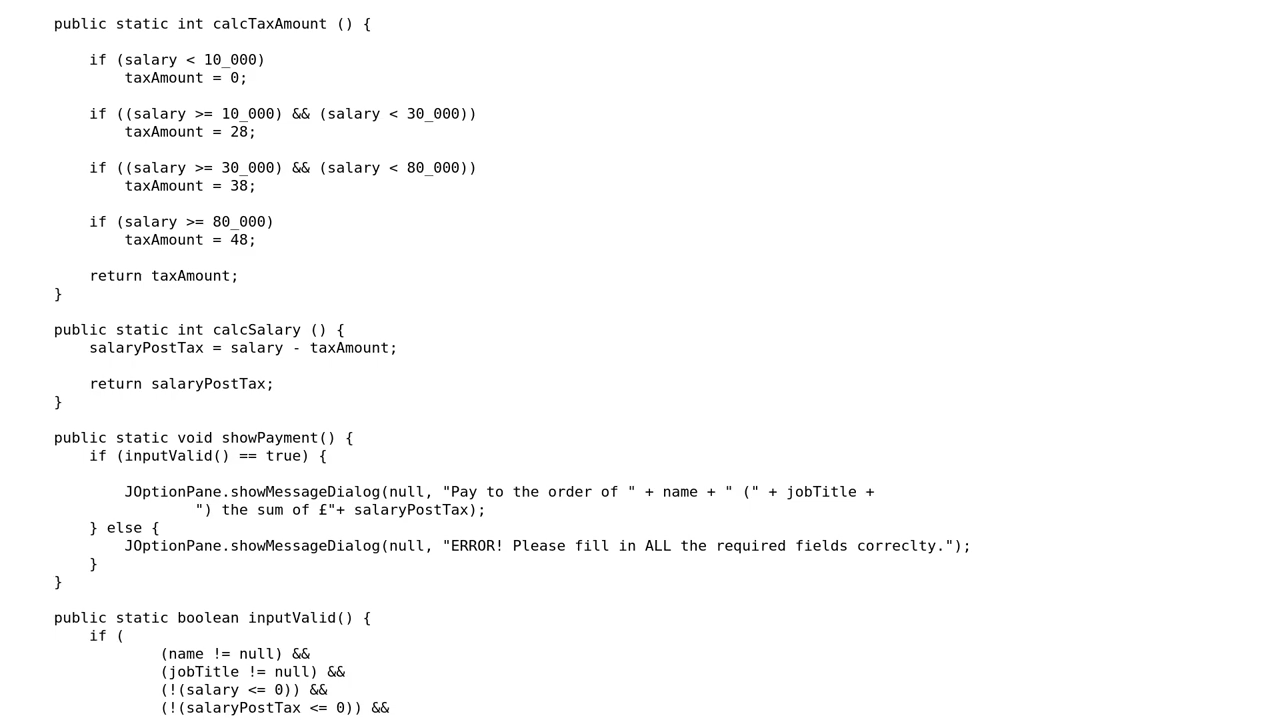 public static int calcTaxAmount () {
if (salary < 10_000)
taxAmount = 0;
if ((salary >= 10_000) && (salary < 30_000))
taxAmount = 28;
if ((salary >= 30_000) && (salary < 80_000))
taxAmount = 38;
if (salary >= 80_000)
taxAmount = 48;
return taxAmount;
}
public static int calcSalary () {
salaryPostTax = salary - taxAmount;
return salaryPostTax;
}
public static void showPayment() {
if (inputValid() == true) {
JOptionPane.showMessageDialog(null, "Pay to the order of " + name + " (" + jobTitle +
") the sum of £"+ salaryPostTax);
} else {
JOptionPane.showMessageDialog(null, "ERROR! Please fill in ALL the required fields correclty.");
}
}
public static boolean inputValid() {
if (
(name != null) &&
(jobTitle != null) &&
(!(salary <= 0)) &&
(!(salaryPostTax <= 0)) &&